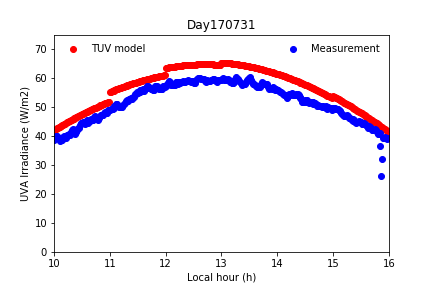 Day170731
TUV model
Measurement
UVA Irradiance (W/m2)
70
60
50
40
30
20
10
0
10 11 12 13 14 15 16
Local hour (h)